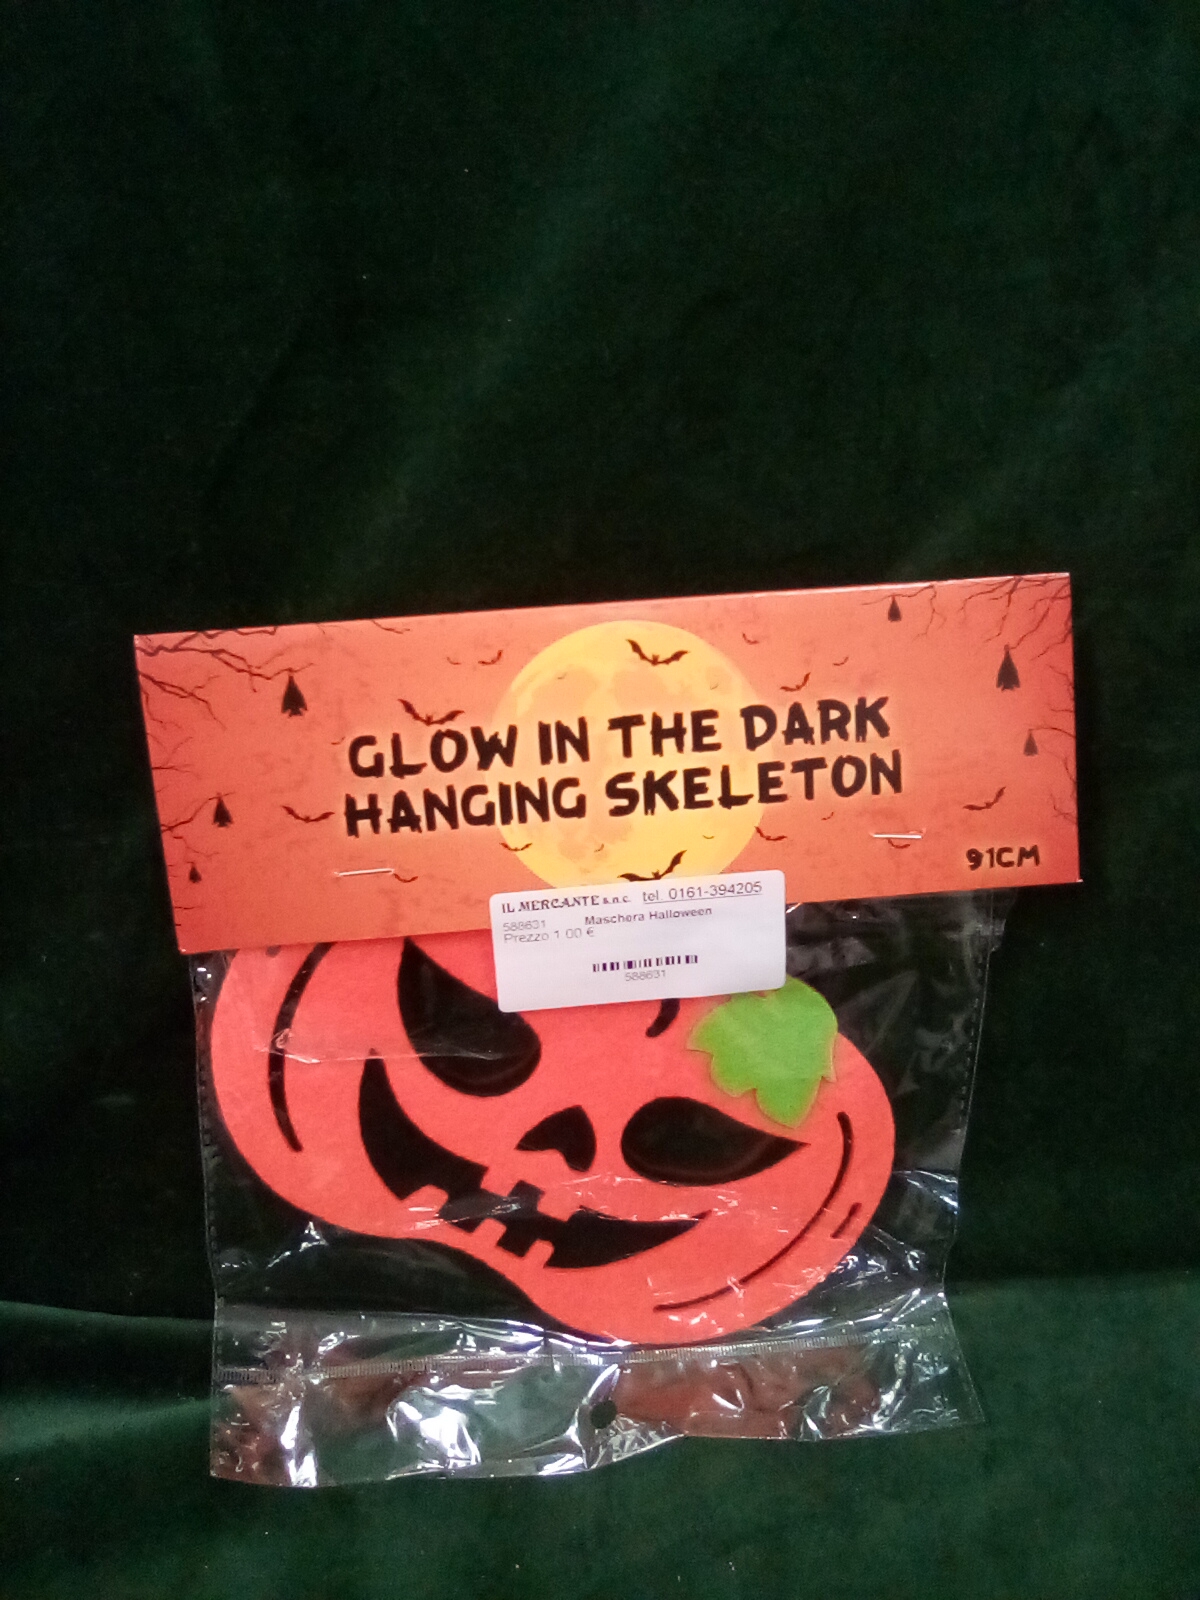 GLOW IN THE DARK
HANGING SKELETON
91CM
IL MERCANTE s.n.c. tel. 0161-394205
588631 Maschera Halloween
Prezzo 1.00 €
588631